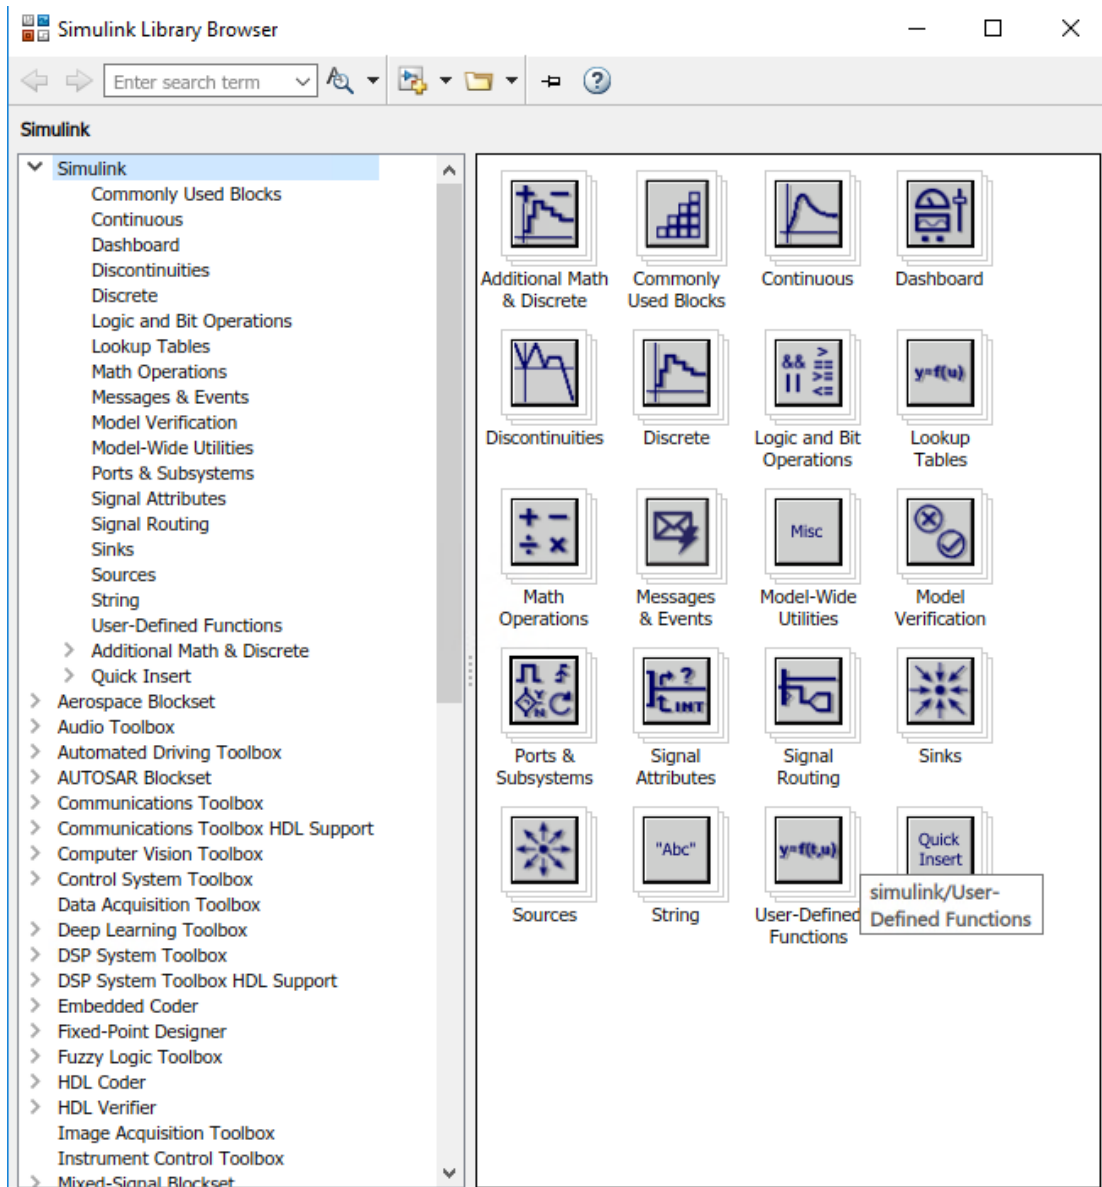 Simulink Library Browser
Enter search term
Simulink
Simulink
Commonly Used Blocks
Continuous
Dashboard
Discontinuities
Discrete
Logic and Bit Operations
Lookup Tables
Math Operations
Messages & Events
Model Verification
Model-Wide Utilities
Ports & Subsystems
Signal Attributes
Signal Routing
Sinks
Sources
String
User-Defined Functions
Additional Math & Discrete
Quick Insert
Aerospace Blockset
Audio Toolbox
Automated Driving Toolbox
AUTOSAR Blockset
Communications Toolbox
Communications Toolbox HDL Support
Computer Vision Toolbox
Control System Toolbox
Data Acquisition Toolbox
Deep Learning Toolbox
DSP System Toolbox
DSP System Toolbox HDL Support
Embedded Coder
Fixed-Point Designer
Fuzzy Logic Toolbox
HDL Coder
HDL Verifier
Image Acquisition Toolbox
Instrument Control Toolbox
Mixed-Signal Blockset
Additional Math
& Discrete
Commonly
Used Blocks
Continuous
Dashboard
&& >
==
|| >=
<=
y=f(u)
Discontinuities
Discrete
Logic and Bit
Operations
Lookup
Tables
+ −
÷ ×
Misc
Math
Operations
Messages
& Events
Model-Wide
Utilities
Model
Verification
Y
N
?
INT
Ports &
Subsystems
Signal
Attributes
Signal
Routing
Sinks
"Abc"
y=f(t,u)
Quick
Insert
Sources
String
User-Defined
Functions
simulink/User-
Defined Functions